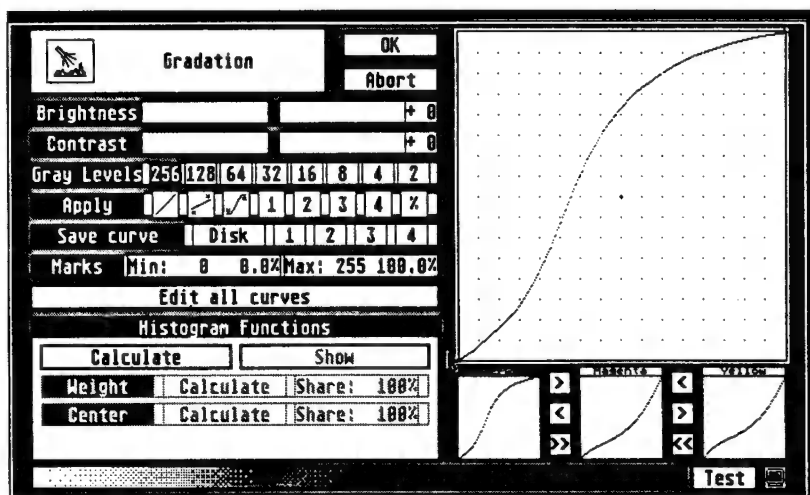 Gradation
OK
Abort
Brightness + 0
Contrast + 0
Gray Levels 256 128 64 32 16 8 4 2
Apply 1 2 3 4 %
Save curve Disk 1 2 3 4
Marks Min: 0 0.0% Max: 255 100.0%
Edit all curves
Histogram Functions
Calculate Show
Weight Calculate Share: 100%
Center Calculate Share: 100%
Magenta Yellow
> <
< >
>> <<
Test